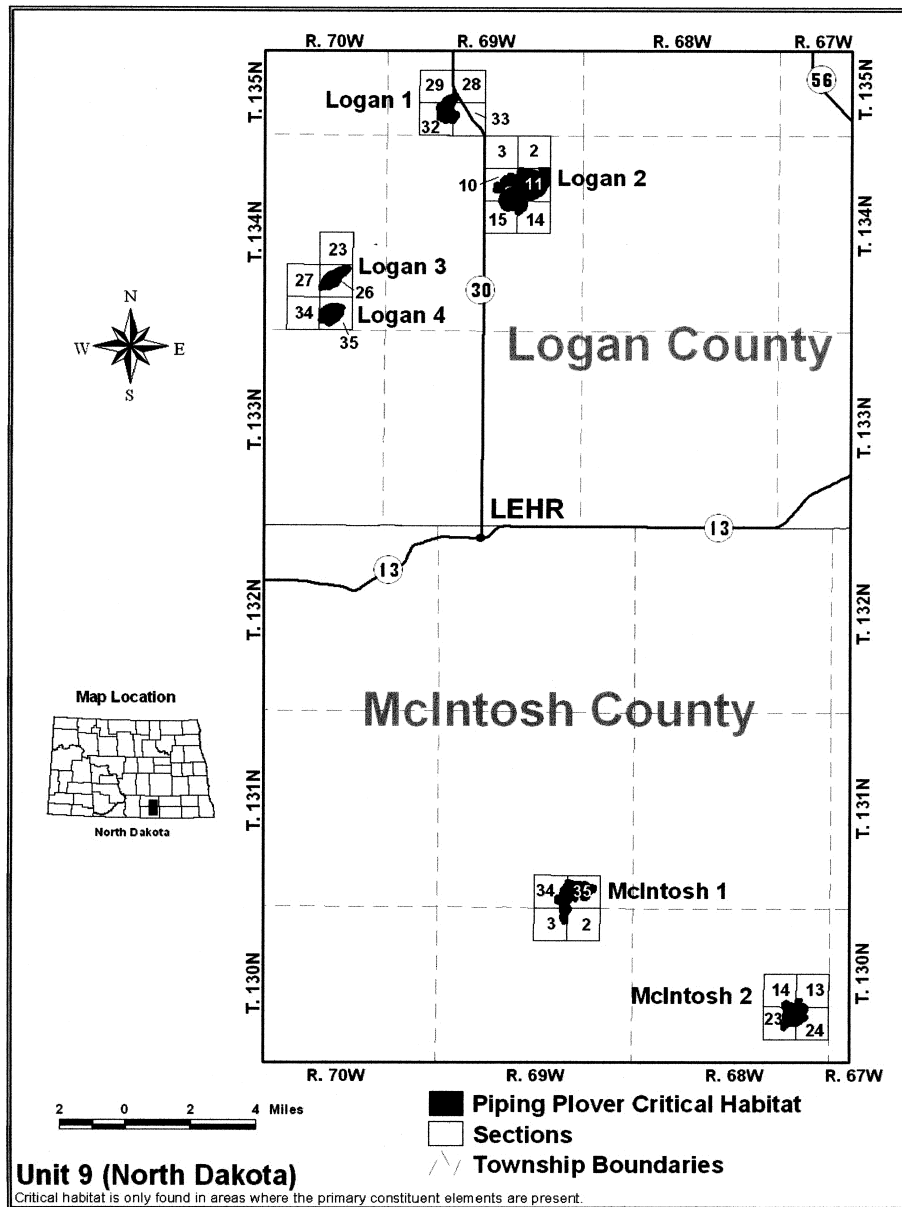 R. 70W R. 69W R. 68W R. 67W
T. 135N
T. 135N
56
29 28
Logan 1
32
33
3 2
10
11
Logan 2
15 14
T. 134N
T. 134N
23
27
Logan 3
26
34
Logan 4
35
30
N
W E
S
Logan County
T. 133N
T. 133N
LEHR
13
13
T. 132N
T. 132N
McIntosh County
Map Location
North Dakota
T. 131N
T. 131N
34 35
McIntosh 1
3 2
T. 130N
T. 130N
McIntosh 2
14 13
23
24
R. 70W R. 69W R. 68W R. 67W
2 0 2 4 Miles
Piping Plover Critical Habitat
Sections
Township Boundaries
Unit 9 (North Dakota)
Critical habitat is only found in areas where the primary constituent elements are present.